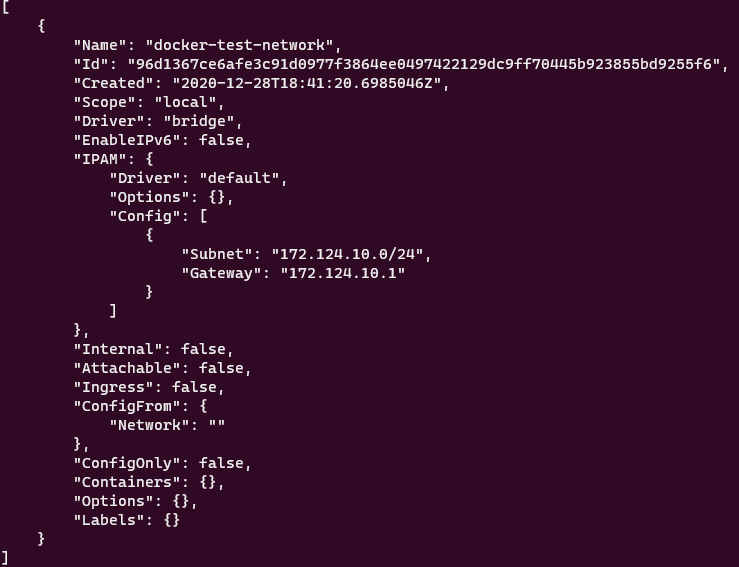 [
    {
        "Name": "docker-test-network",
        "Id": "96d1367ce6afe3c91d0977f3864ee0497422129dc9ff70445b923855bd9255f6",
        "Created": "2020-12-28T18:41:20.6985046Z",
        "Scope": "local",
        "Driver": "bridge",
        "EnableIPv6": false,
        "IPAM": {
            "Driver": "default",
            "Options": {},
            "Config": [
                {
                    "Subnet": "172.124.10.0/24",
                    "Gateway": "172.124.10.1"
                }
            ]
        },
        "Internal": false,
        "Attachable": false,
        "Ingress": false,
        "ConfigFrom": {
            "Network": ""
        },
        "ConfigOnly": false,
        "Containers": {},
        "Options": {},
        "Labels": {}
    }
]